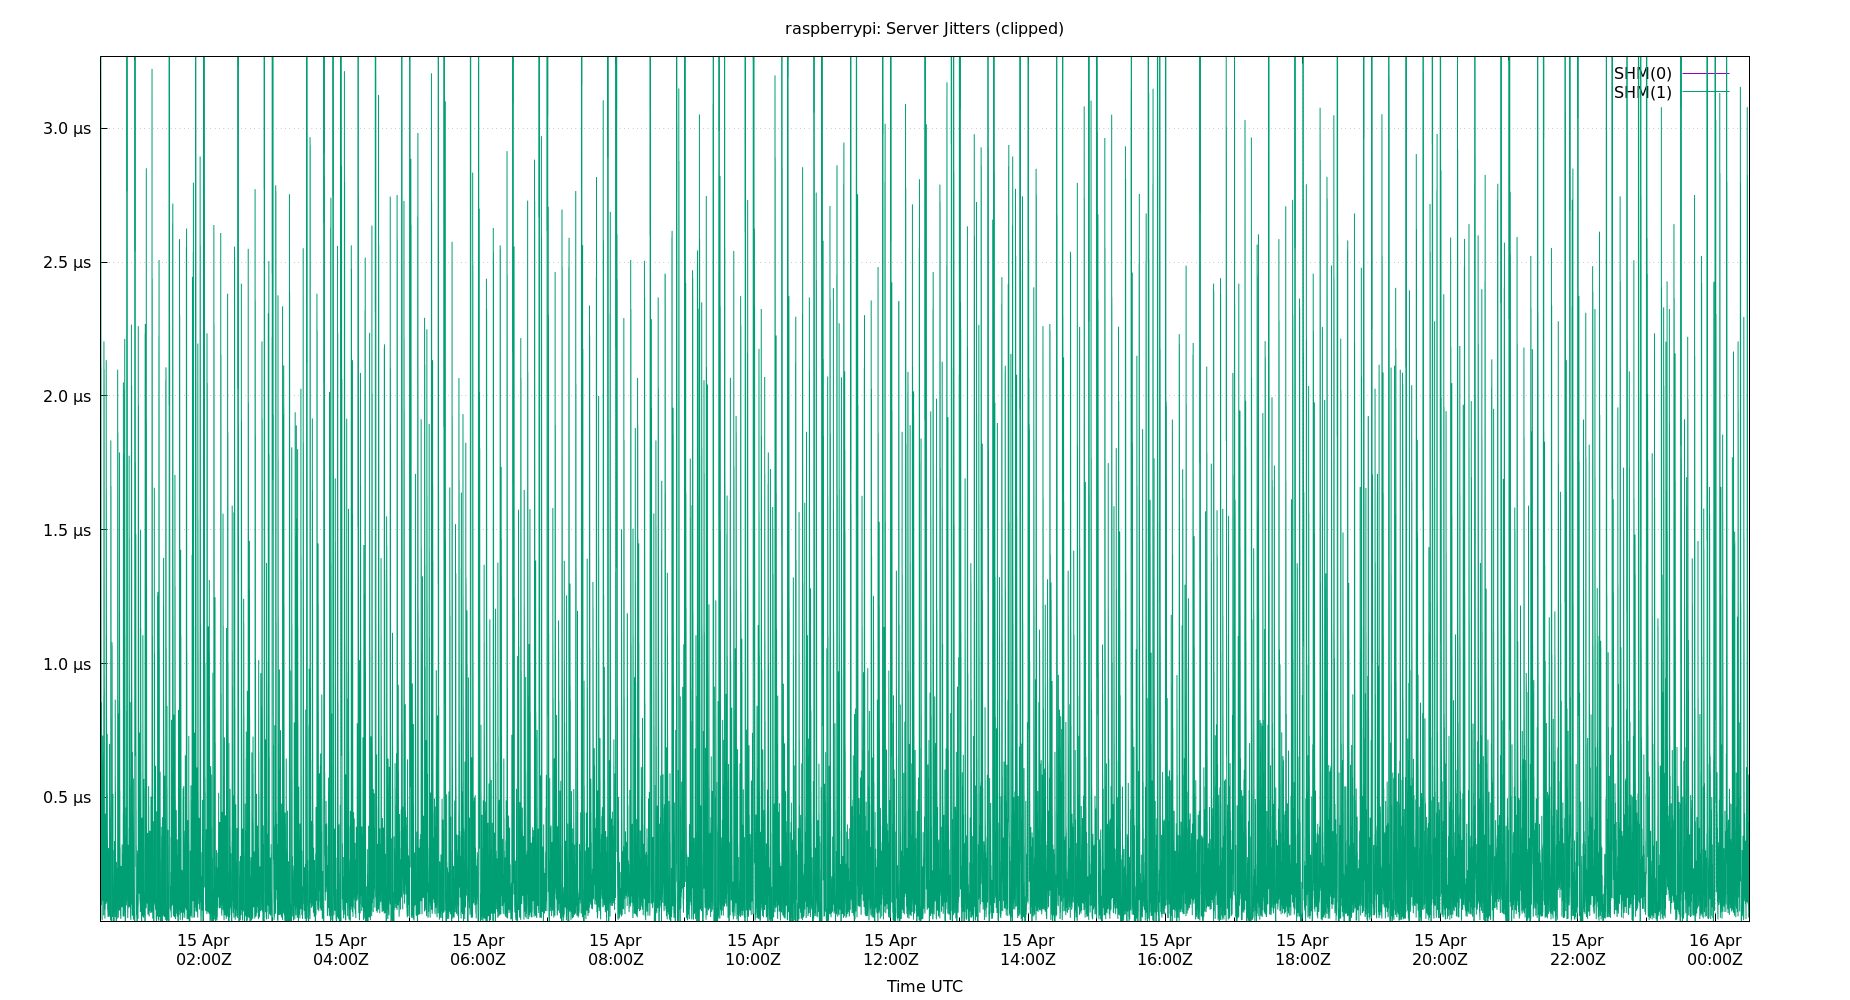 raspberrypi: Server Jitters (clipped)
SHM(0)
SHM(1)
3.0 µs
2.5 µs
2.0 µs
1.5 µs
1.0 µs
0.5 µs
15 Apr 15 Apr 15 Apr 15 Apr 15 Apr 15 Apr 15 Apr 15 Apr 15 Apr 15 Apr 15 Apr 16 Apr
02:00Z 04:00Z 06:00Z 08:00Z 10:00Z 12:00Z 14:00Z 16:00Z 18:00Z 20:00Z 22:00Z 00:00Z
Time UTC